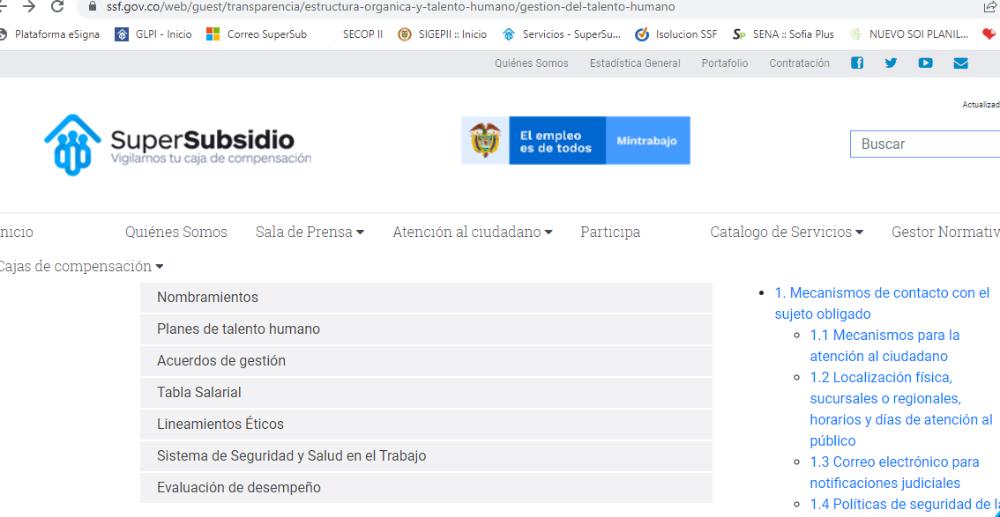 ssf.gov.co/web/guest/transparencia/estructura-organica-y-talento-humano/gestion-del-talento-humano
Plataforma eSigna GLPI - Inicio Correo SuperSub SECOP II SIGEPII :: Inicio Servicios - SuperSu... Isolucion SSF SENA :: Sofia Plus NUEVO SOI PLANIL...
Quiénes Somos Estadística General Portafolio Contratación
Actualizad
SuperSubsidio
Vigilamos tu caja de compensación
El empleo
es de todos
Mintrabajo
Buscar
nicio Quiénes Somos Sala de Prensa Atención al ciudadano Participa Catalogo de Servicios Gestor Normativ
Cajas de compensación
Nombramientos
Planes de talento humano
Acuerdos de gestión
Tabla Salarial
Lineamientos Éticos
Sistema de Seguridad y Salud en el Trabajo
Evaluación de desempeño
1. Mecanismos de contacto con el
sujeto obligado
1.1 Mecanismos para la
atención al ciudadano
1.2 Localización física,
sucursales o regionales,
horarios y días de atención al
público
1.3 Correo electrónico para
notificaciones judiciales
1.4 Políticas de seguridad de la